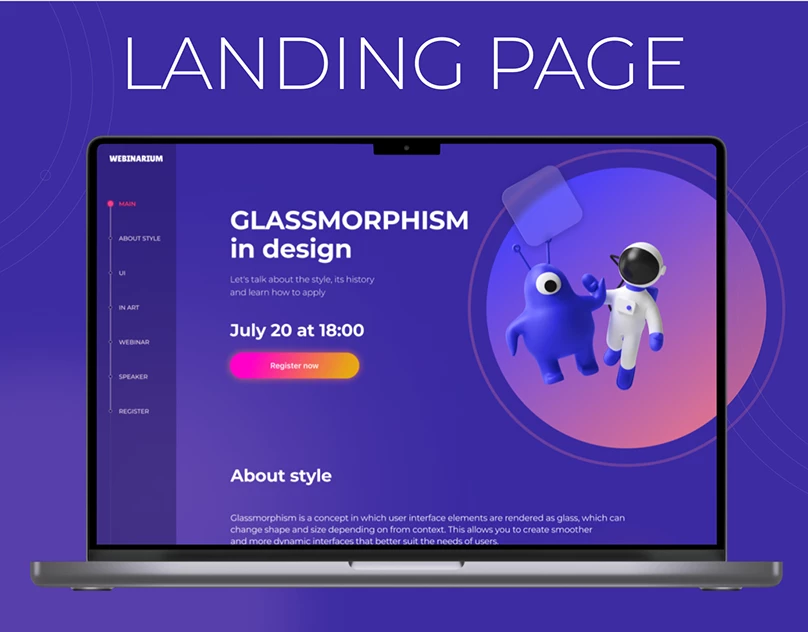 LANDING PAGE
WEBINARIUM
MAIN
ABOUT STYLE
UI
IN ART
WEBINAR
SPEAKER
REGISTER
GLASSMORPHISM
in design
Let's talk about the style, its history
and learn how to apply
July 20 at 18:00
Register now
About style
Glassmorphism is a concept in which user interface elements are rendered as glass, which can
change shape and size depending on from context. This allows you to create smoother
and more dynamic interfaces that better suit the needs of users.